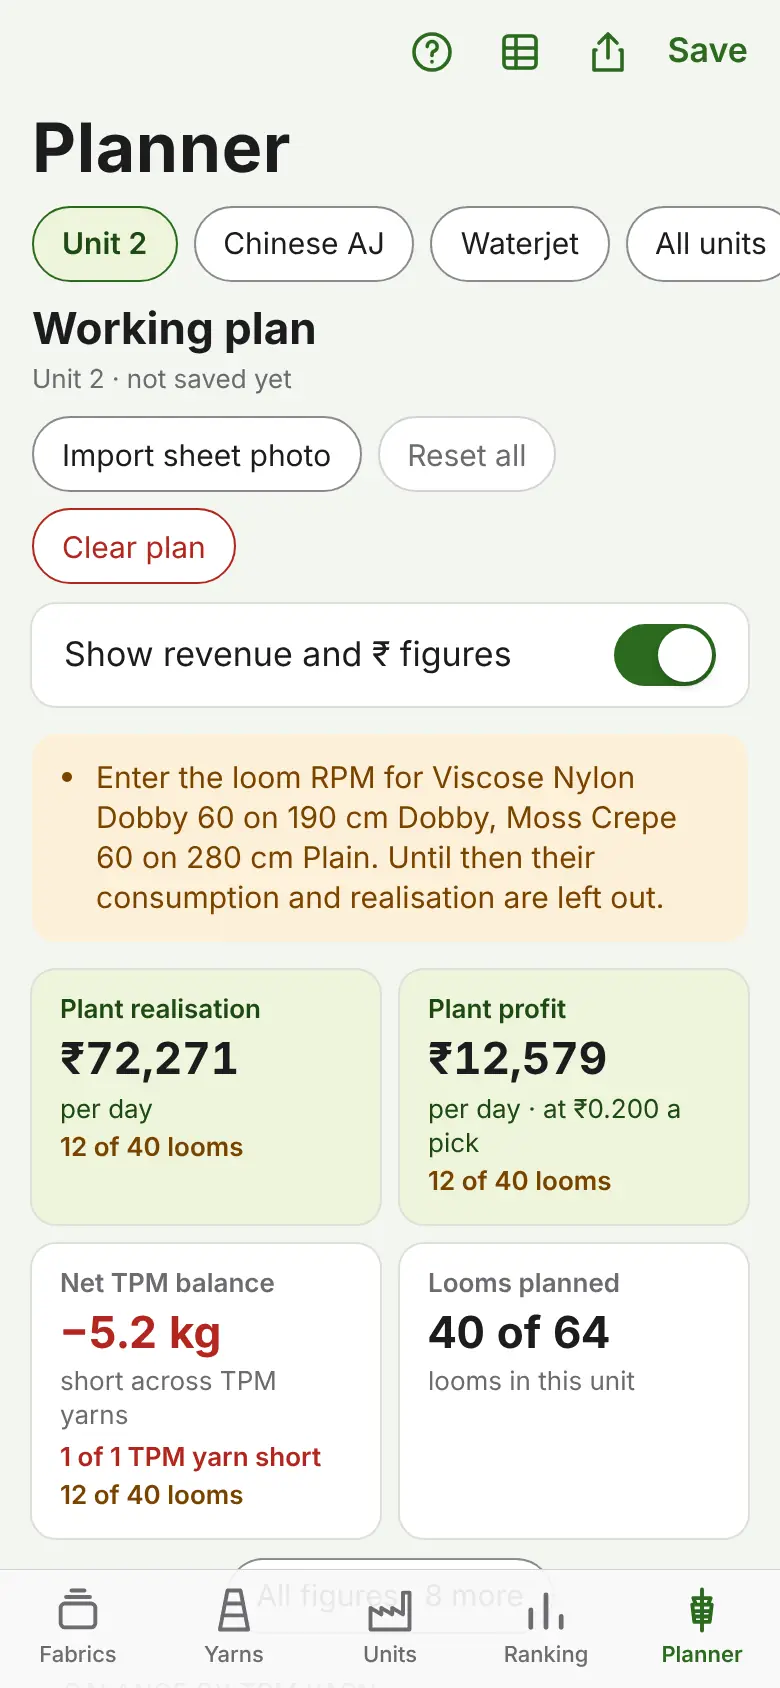 Save
Planner
Unit 2
Chinese AJ
Waterjet
All units
Working plan
Unit 2 · not saved yet
Import sheet photo
Reset all
Clear plan
Show revenue and ₹ figures
• Enter the loom RPM for Viscose Nylon
Dobby 60 on 190 cm Dobby, Moss Crepe
60 on 280 cm Plain. Until then their
consumption and realisation are left out.
Plant realisation
₹72,271
per day
12 of 40 looms
Plant profit
₹12,579
per day · at ₹0.200 a
pick
12 of 40 looms
Net TPM balance
−5.2 kg
short across TPM
yarns
1 of 1 TPM yarn short
12 of 40 looms
Looms planned
40 of 64
looms in this unit
All figures 8 more
Fabrics
Yarns
Units
Ranking
Planner